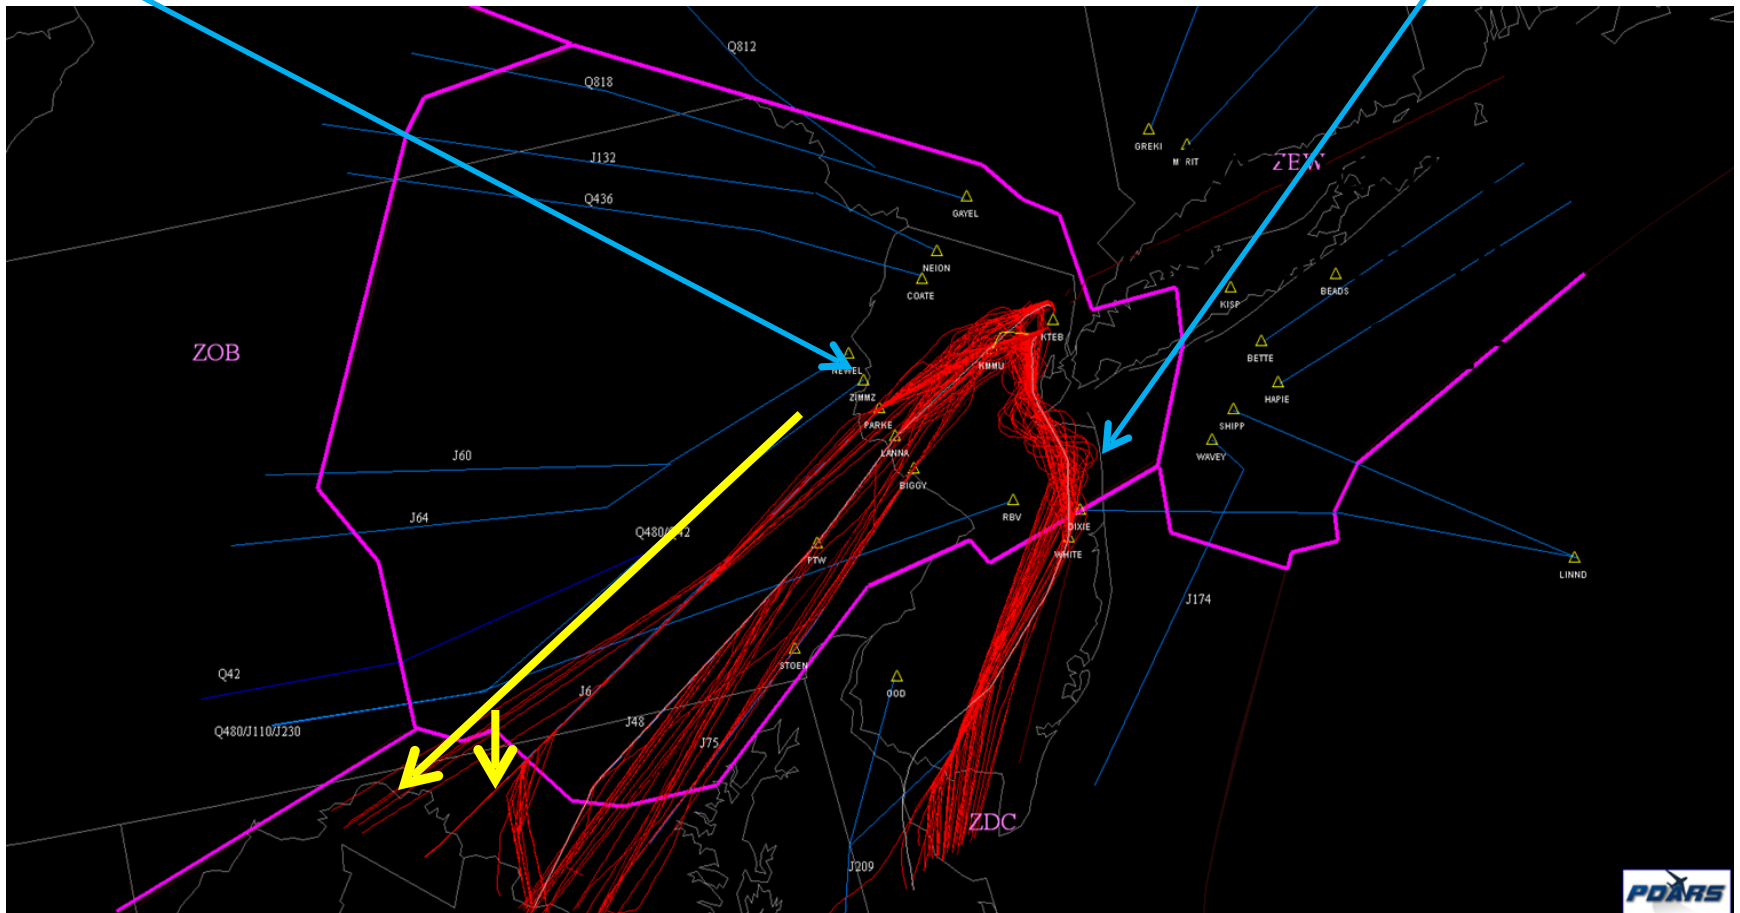 Q812
Q818
GREKI
M RIT
J132
ZEW
Q436
GAYEL
NEION
BEADS
COATE
KISP
KTEB
ZOB
BETTE
KMMU
NEWEL
HAPIE
ZIMMZ
PARKE
SHIPP
LANNA
WAVEY
J60
BIGGY
RBV
J64
DIXIE
Q480/Q42
WHITE
PTW
LINND
J174
STOEN
Q42
OOD
J6
J48
Q480/J110/J230
J75
ZDC
J209
PDARS